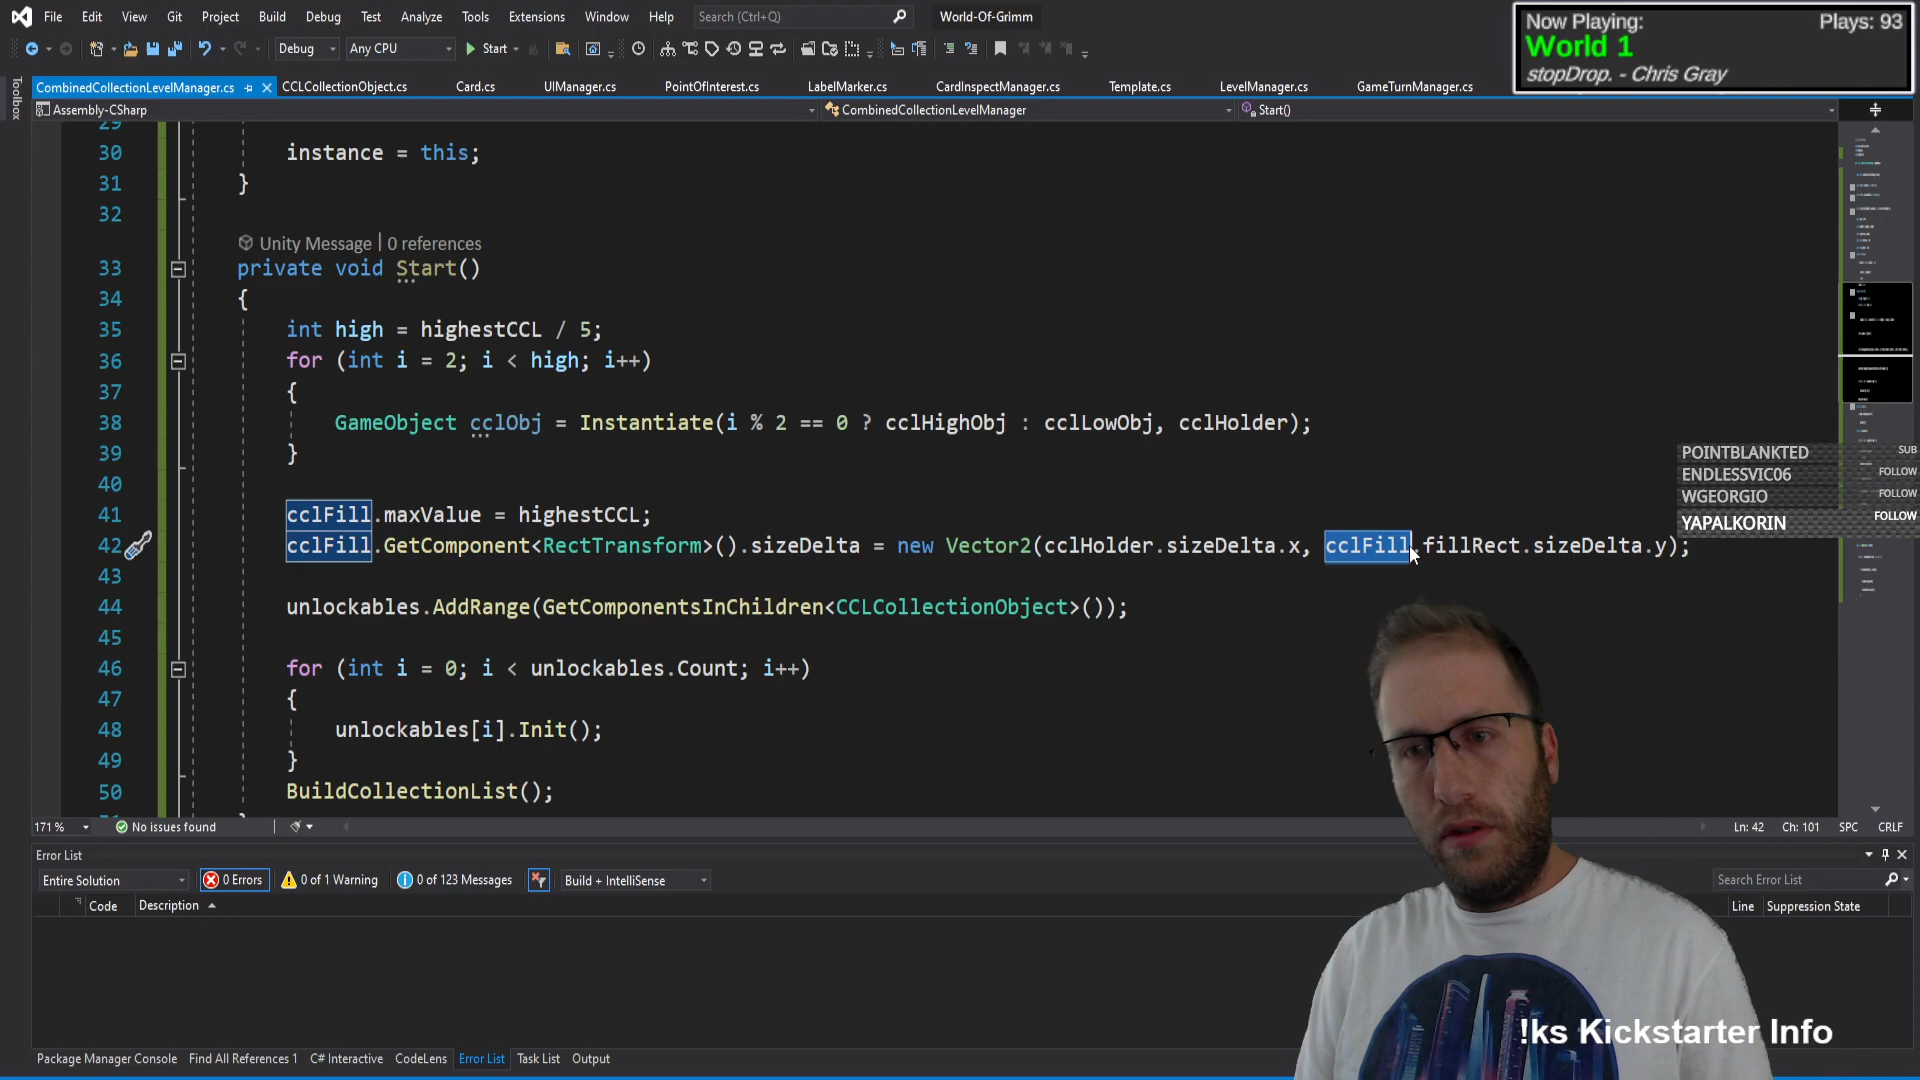 File Edit View Git Project Build Debug Test Analyze Tools Extensions Window Help Search (Ctrl+Q) World-Of-Grimm
Now Playing: Plays: 93
World 1
stopDrop. - Chris Gray
Debug Any CPU Start
Toolbox
CombinedCollectionLevelManager.cs CCLCollectionObject.cs Card.cs UIManager.cs PointOfInterest.cs LabelMarker.cs CardInspectManager.cs Template.cs LevelManager.cs GameTurnManager.cs
Assembly-CSharp CombinedCollectionLevelManager Start()
29
30 instance = this;
31 }
32
Unity Message | 0 references
33 private void Start()
34 {
35 int high = highestCCL / 5;
36 for (int i = 2; i < high; i++)
37 {
38 GameObject cclObj = Instantiate(i % 2 == 0 ? cclHighObj : cclLowObj, cclHolder);
39 }
40
41 cclFill.maxValue = highestCCL;
42 cclFill.GetComponent<RectTransform>().sizeDelta = new Vector2(cclHolder.sizeDelta.x, cclFill.fillRect.sizeDelta.y);
43
44 unlockables.AddRange(GetComponentsInChildren<CCLCollectionObject>());
45
46 for (int i = 0; i < unlockables.Count; i++)
47 {
48 unlockables[i].Init();
49 }
50 BuildCollectionList();
POINTBLANKTED SUB
ENDLESSVIC06 FOLLOW
WGEORGIO FOLLOW
YAPALKORIN FOLLOW
171 % No issues found Ln: 42 Ch: 101 SPC CRLF
Error List
Entire Solution 0 Errors 0 of 1 Warning 0 of 123 Messages Build + IntelliSense Search Error List
Code Description Line Suppression State
!ks Kickstarter Info
Package Manager Console Find All References 1 C# Interactive CodeLens Error List Task List Output